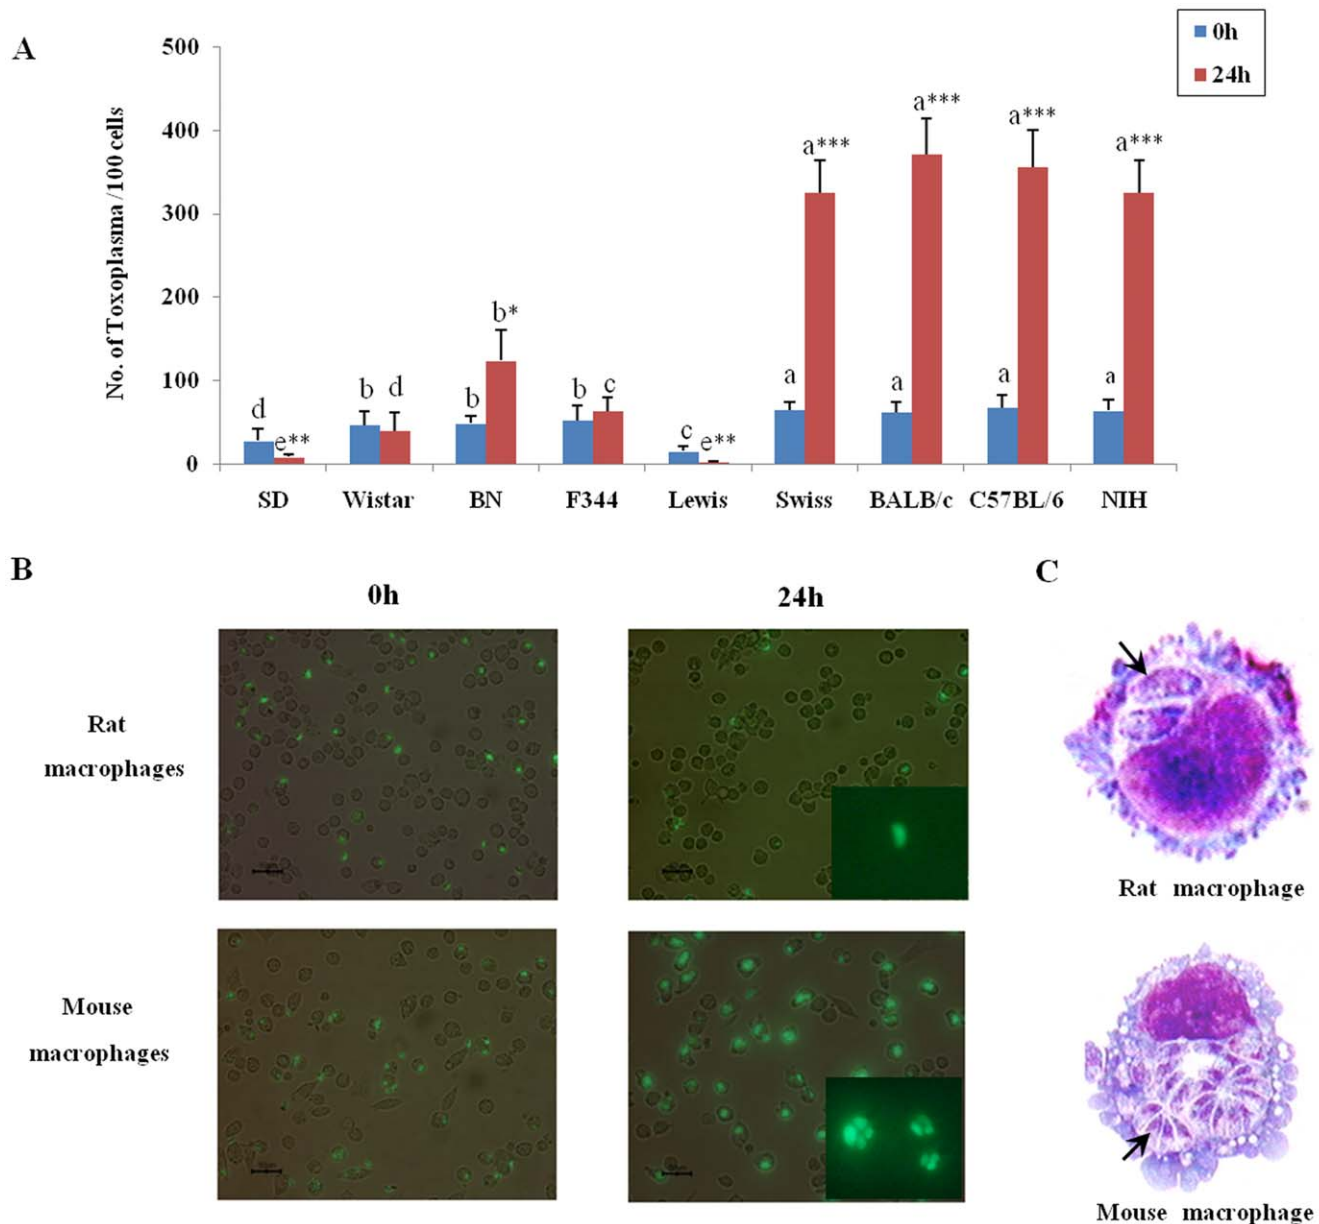 A
0h
24h
No. of Toxoplasma /100 cells
500
400
300
200
100
0
d
e**
b
d
b
b*
b
c
c
e**
a
a***
a
a***
a
a***
a
a***
SD Wistar BN F344 Lewis Swiss BALB/c C57BL/6 NIH
B
C
0h 24h
Rat
macrophages
Rat macrophage
Mouse
macrophages
Mouse macrophage